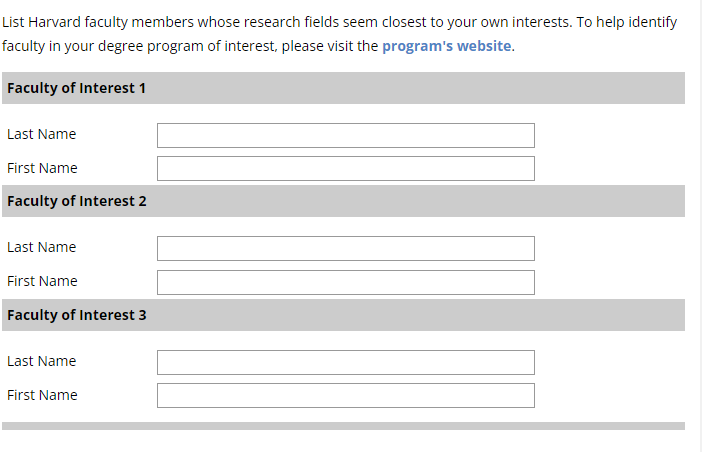 List Harvard faculty members whose research fields seem closest to your own interests. To help identify
faculty in your degree program of interest, please visit the program's website.
Faculty of Interest 1
Last Name
First Name
Faculty of Interest 2
Last Name
First Name
Faculty of Interest 3
Last Name
First Name